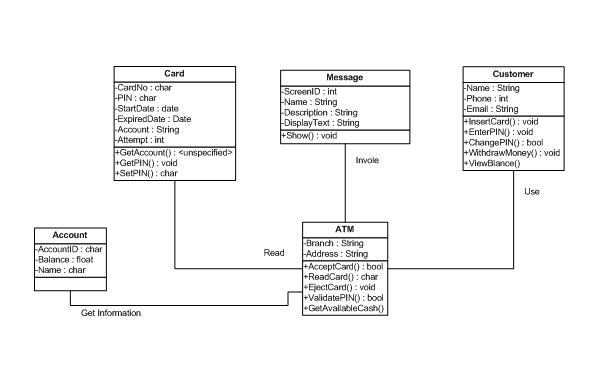 Card
-CardNo : char
-PIN : char
-StartDate : date
-ExpiredDate : Date
-Account : String
-Attempt : int
+GetAccount() : <unspecified>
+GetPIN() : void
+SetPIN() : char
Message
-ScreenID : int
-Name : String
-Description : String
-DisplayText : String
+Show() : void
Customer
-Name : String
-Phone : int
-Email : String
+InsertCard() : void
+EnterPIN() : void
+ChangePIN() : bool
+WithdrawMoney() : void
+ViewBlance()
Invole
Use
Account
-AccountID : char
-Balance : float
-Name : char
Read
ATM
-Branch : String
-Address : String
+AcceptCard() : bool
+ReadCard() : char
+EjectCard() : void
+ValidatePIN() : bool
+GetAvailableCash()
Get Information